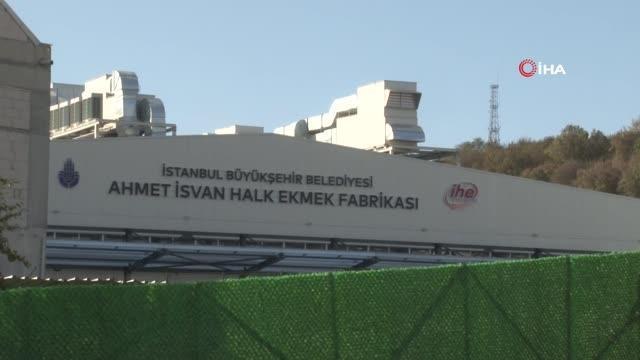 İHA
İSTANBUL BÜYÜKŞEHİR BELEDİYESİ
AHMET İSVAN HALK EKMEK FABRİKASI
ihe